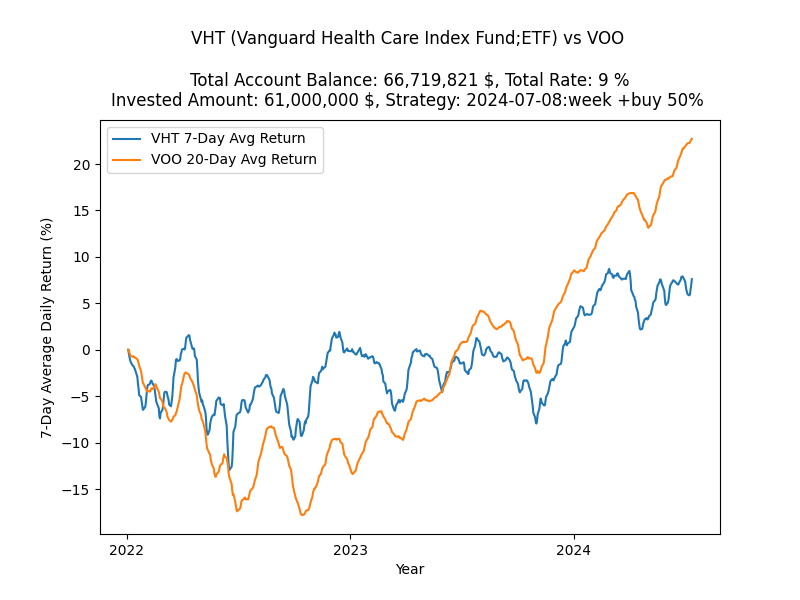 VHT (Vanguard Health Care Index Fund;ETF) vs VOO
Total Account Balance: 66,719,821 $, Total Rate: 9 %
Invested Amount: 61,000,000 $, Strategy: 2024-07-08:week +buy 50%
VHT 7-Day Avg Return
VOO 20-Day Avg Return
7-Day Average Daily Return (%)
20
15
10
5
0
−5
−10
−15
2022
2023
2024
Year